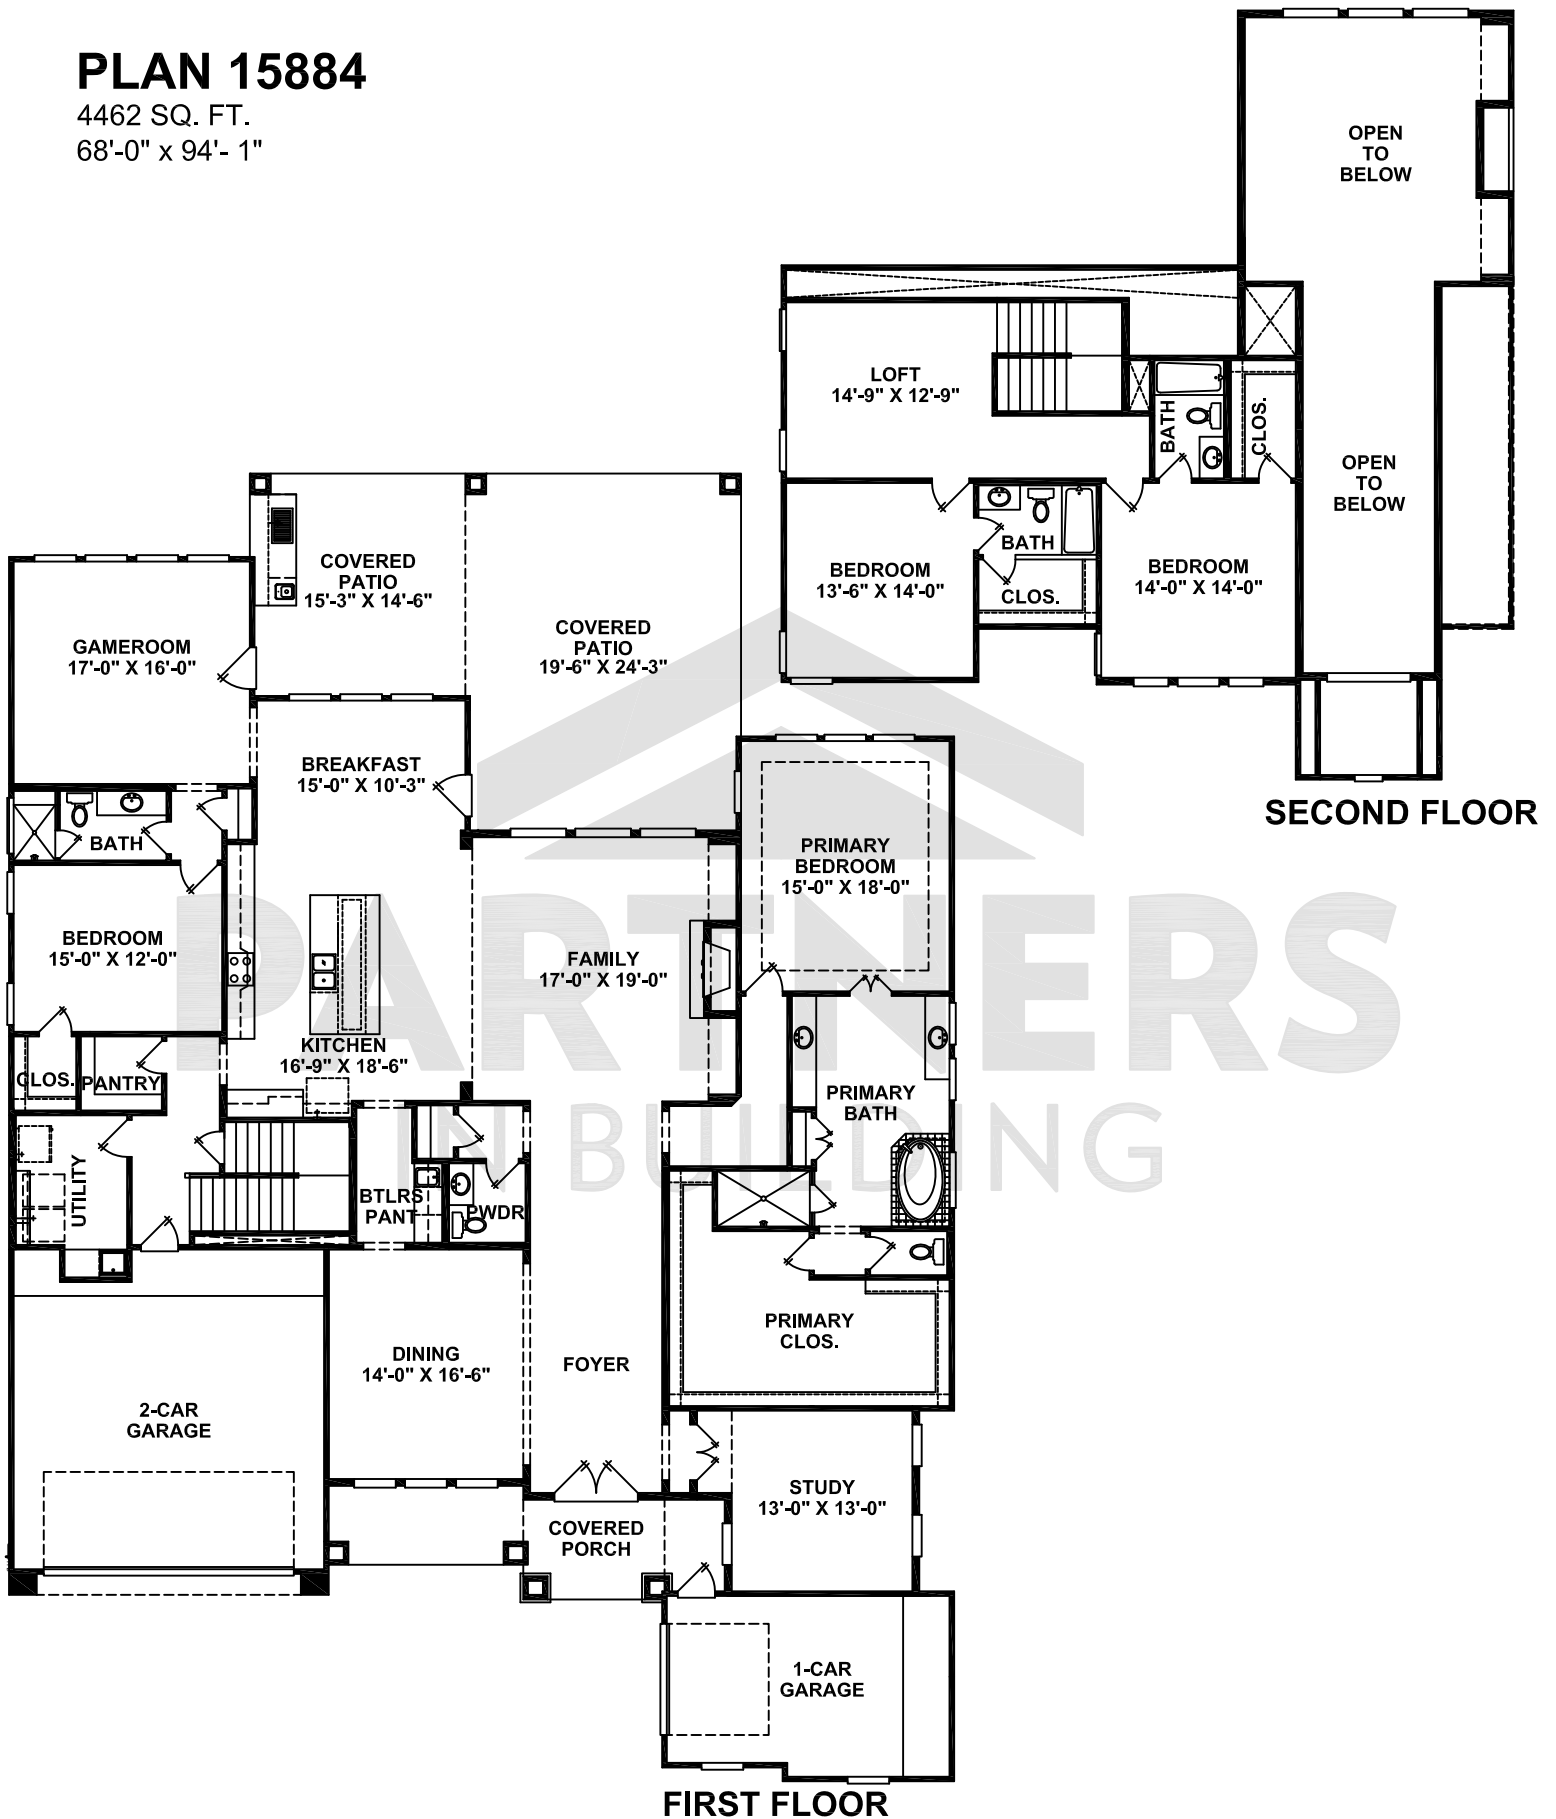 PLAN 15884
4462 SQ. FT.
68'-0" x 94'- 1"
OPEN
TO
BELOW
LOFT
14'-9" X 12'-9"
BATH
CLOS.
OPEN
TO
BELOW
BEDROOM
13'-6" X 14'-0"
BATH
CLOS.
BEDROOM
14'-0" X 14'-0"
SECOND FLOOR
COVERED
PATIO
15'-3" X 14'-6"
COVERED
PATIO
19'-6" X 24'-3"
GAMEROOM
17'-0" X 16'-0"
BREAKFAST
15'-0" X 10'-3"
BATH
PRIMARY
BEDROOM
15'-0" X 18'-0"
BEDROOM
15'-0" X 12'-0"
FAMILY
17'-0" X 19'-0"
KITCHEN
16'-9" X 18'-6"
CLOS.
PANTRY
PRIMARY
BATH
UTILITY
BTLRS
PANT
PWDR
PRIMARY
CLOS.
DINING
14'-0" X 16'-6"
FOYER
2-CAR
GARAGE
STUDY
13'-0" X 13'-0"
COVERED
PORCH
1-CAR
GARAGE
FIRST FLOOR
PARTNERS
IN BUILDING